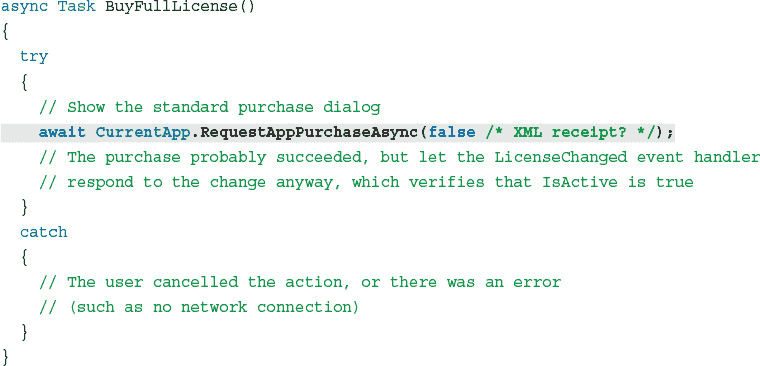 async Task BuyFullLicense()
{
  try
  {
    // Show the standard purchase dialog
    await CurrentApp.RequestAppPurchaseAsync(false /* XML receipt? */);
    // The purchase probably succeeded, but let the LicenseChanged event handler
    // respond to the change anyway, which verifies that IsActive is true
  }
  catch
  {
    // The user cancelled the action, or there was an error
    // (such as no network connection)
  }
}